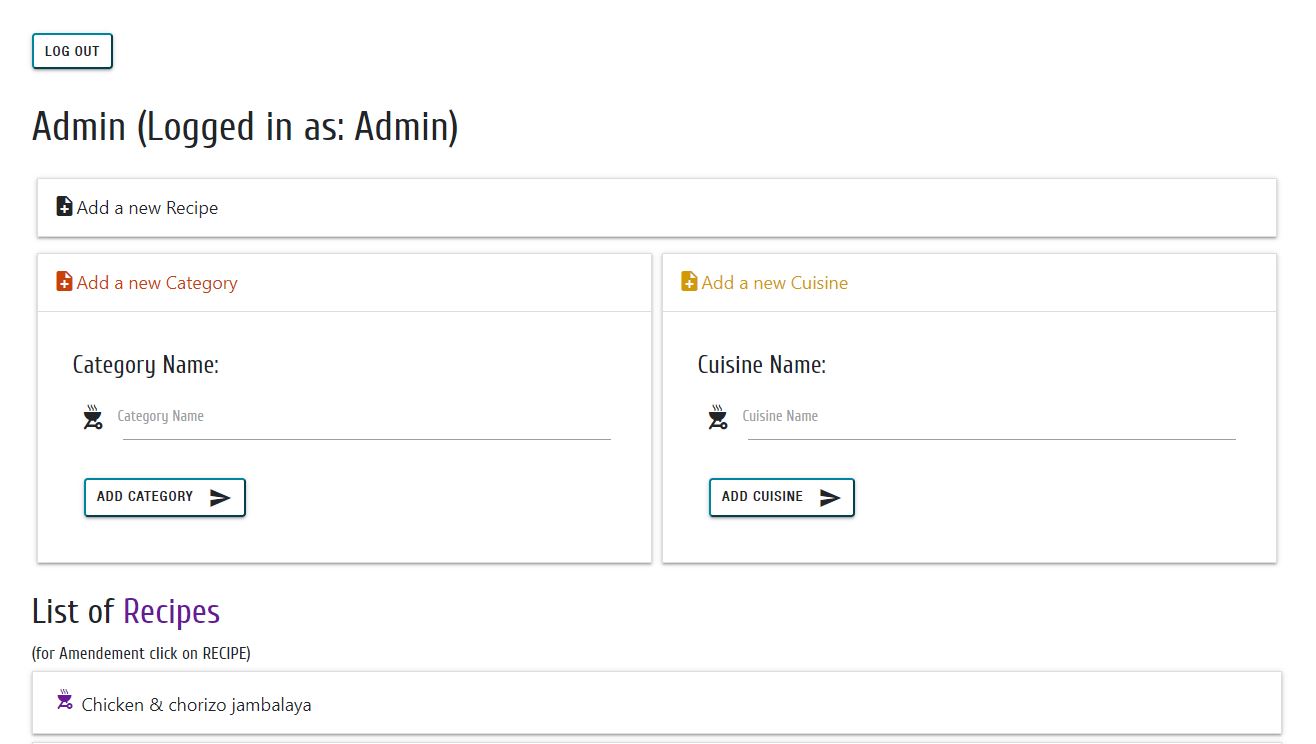 LOG OUT
Admin (Logged in as: Admin)
Add a new Recipe
Add a new Category
Add a new Cuisine
Category Name:
Cuisine Name:
Category Name
Cuisine Name
ADD CATEGORY
ADD CUISINE
List of Recipes
(for Amendement click on RECIPE)
Chicken & chorizo jambalaya